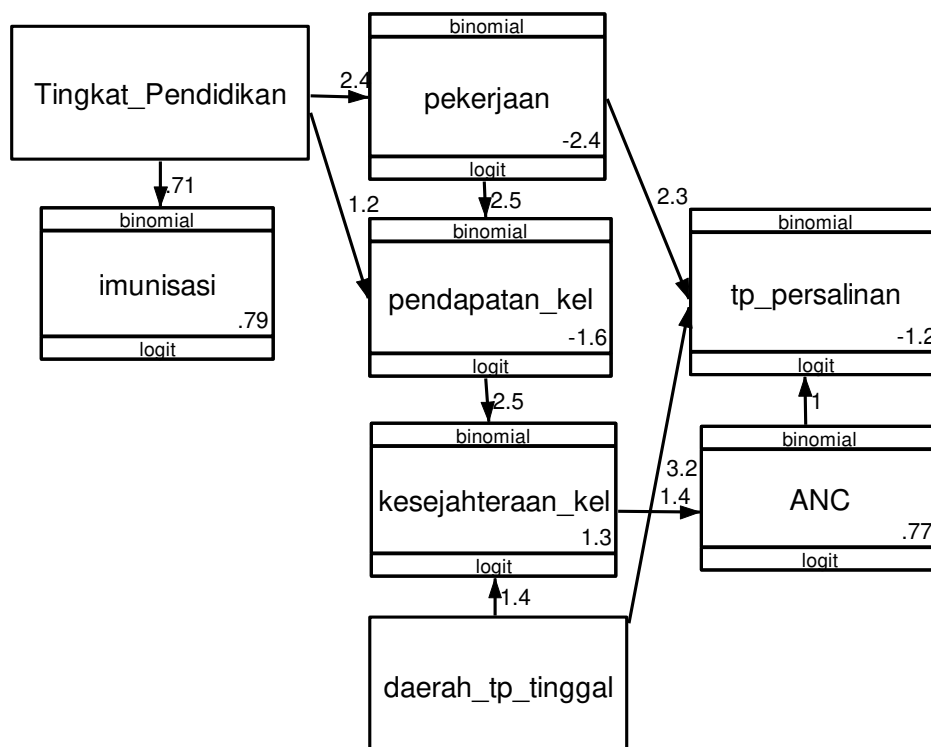 binomial
Tingkat_Pendidikan
2.4
pekerjaan
-2.4
logit
.71
1.2
2.5
2.3
binomial
imunisasi
.79
logit
binomial
pendapatan_kel
-1.6
logit
binomial
tp_persalinan
-1.2
logit
2.5
1
binomial
kesejahteraan_kel
1.3
logit
3.2
1.4
binomial
ANC
.77
logit
1.4
daerah_tp_tinggal